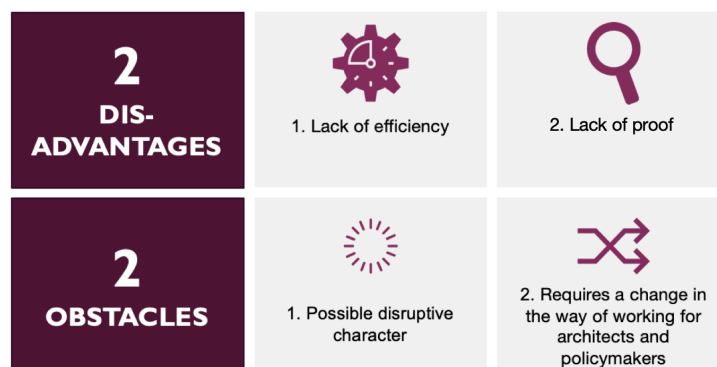 2
DIS-
ADVANTAGES
1. Lack of efficiency
2. Lack of proof
2
OBSTACLES
1. Possible disruptive
character
2. Requires a change in
the way of working for
architects and
policymakers